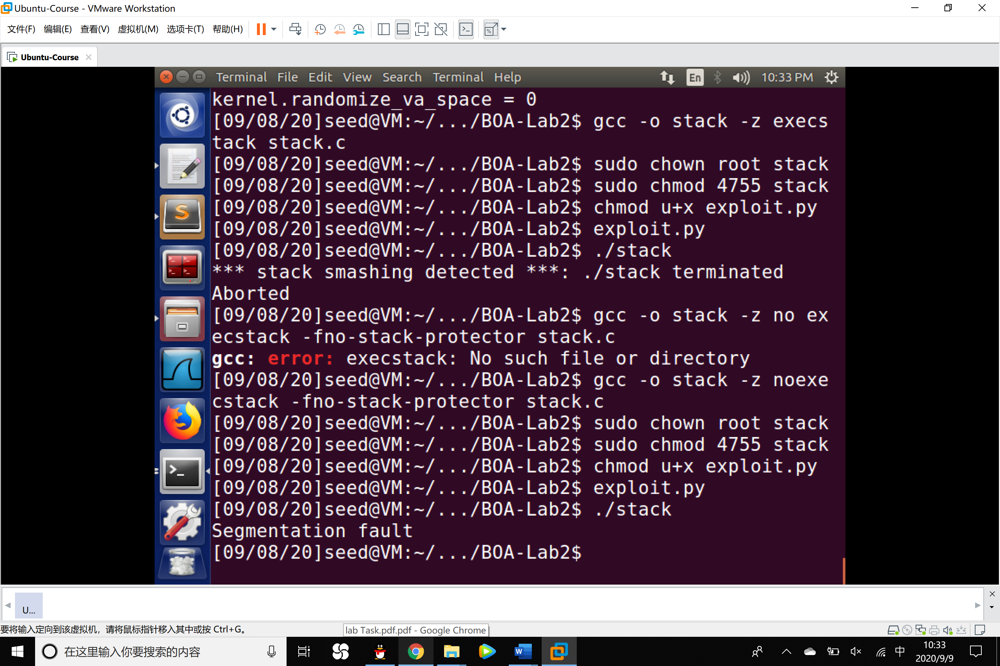 Ubuntu-Course - VMware Workstation
文件(F) 编辑(E) 查看(V) 虚拟机(M) 选项卡(T) 帮助(H)
Ubuntu-Course
Terminal File Edit View Search Terminal Help En 10:33 PM
kernel.randomize_va_space = 0
[09/08/20]seed@VM:~/.../BOA-Lab2$ gcc -o stack -z execs
tack stack.c
[09/08/20]seed@VM:~/.../BOA-Lab2$ sudo chown root stack
[09/08/20]seed@VM:~/.../BOA-Lab2$ sudo chmod 4755 stack
[09/08/20]seed@VM:~/.../BOA-Lab2$ chmod u+x exploit.py
[09/08/20]seed@VM:~/.../BOA-Lab2$ exploit.py
[09/08/20]seed@VM:~/.../BOA-Lab2$ ./stack
*** stack smashing detected ***: ./stack terminated
Aborted
[09/08/20]seed@VM:~/.../BOA-Lab2$ gcc -o stack -z no ex
ecstack -fno-stack-protector stack.c
gcc: error: execstack: No such file or directory
[09/08/20]seed@VM:~/.../BOA-Lab2$ gcc -o stack -z noexe
cstack -fno-stack-protector stack.c
[09/08/20]seed@VM:~/.../BOA-Lab2$ sudo chown root stack
[09/08/20]seed@VM:~/.../BOA-Lab2$ sudo chmod 4755 stack
[09/08/20]seed@VM:~/.../BOA-Lab2$ chmod u+x exploit.py
[09/08/20]seed@VM:~/.../BOA-Lab2$ exploit.py
[09/08/20]seed@VM:~/.../BOA-Lab2$ ./stack
Segmentation fault
[09/08/20]seed@VM:~/.../BOA-Lab2$
U...
要将输入定向到该虚拟机，请将鼠标指针移入其中或按 Ctrl+G。
lab Task.pdf.pdf - Google Chrome
在这里输入你要搜索的内容
中
10:33
2020/9/9